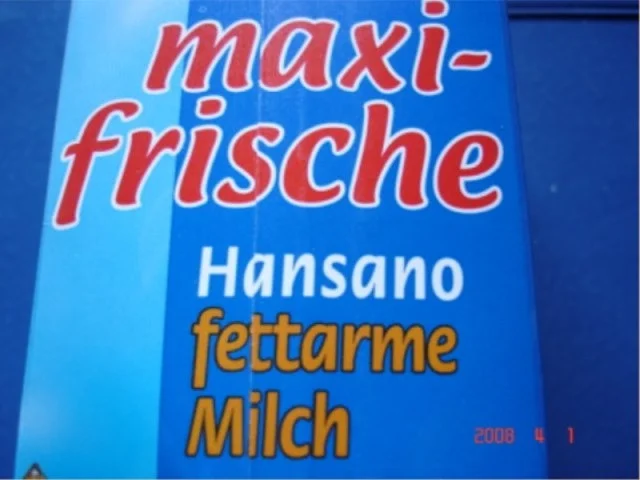 maxi-
frische
Hansano
fettarme
Milch
2008 4 1